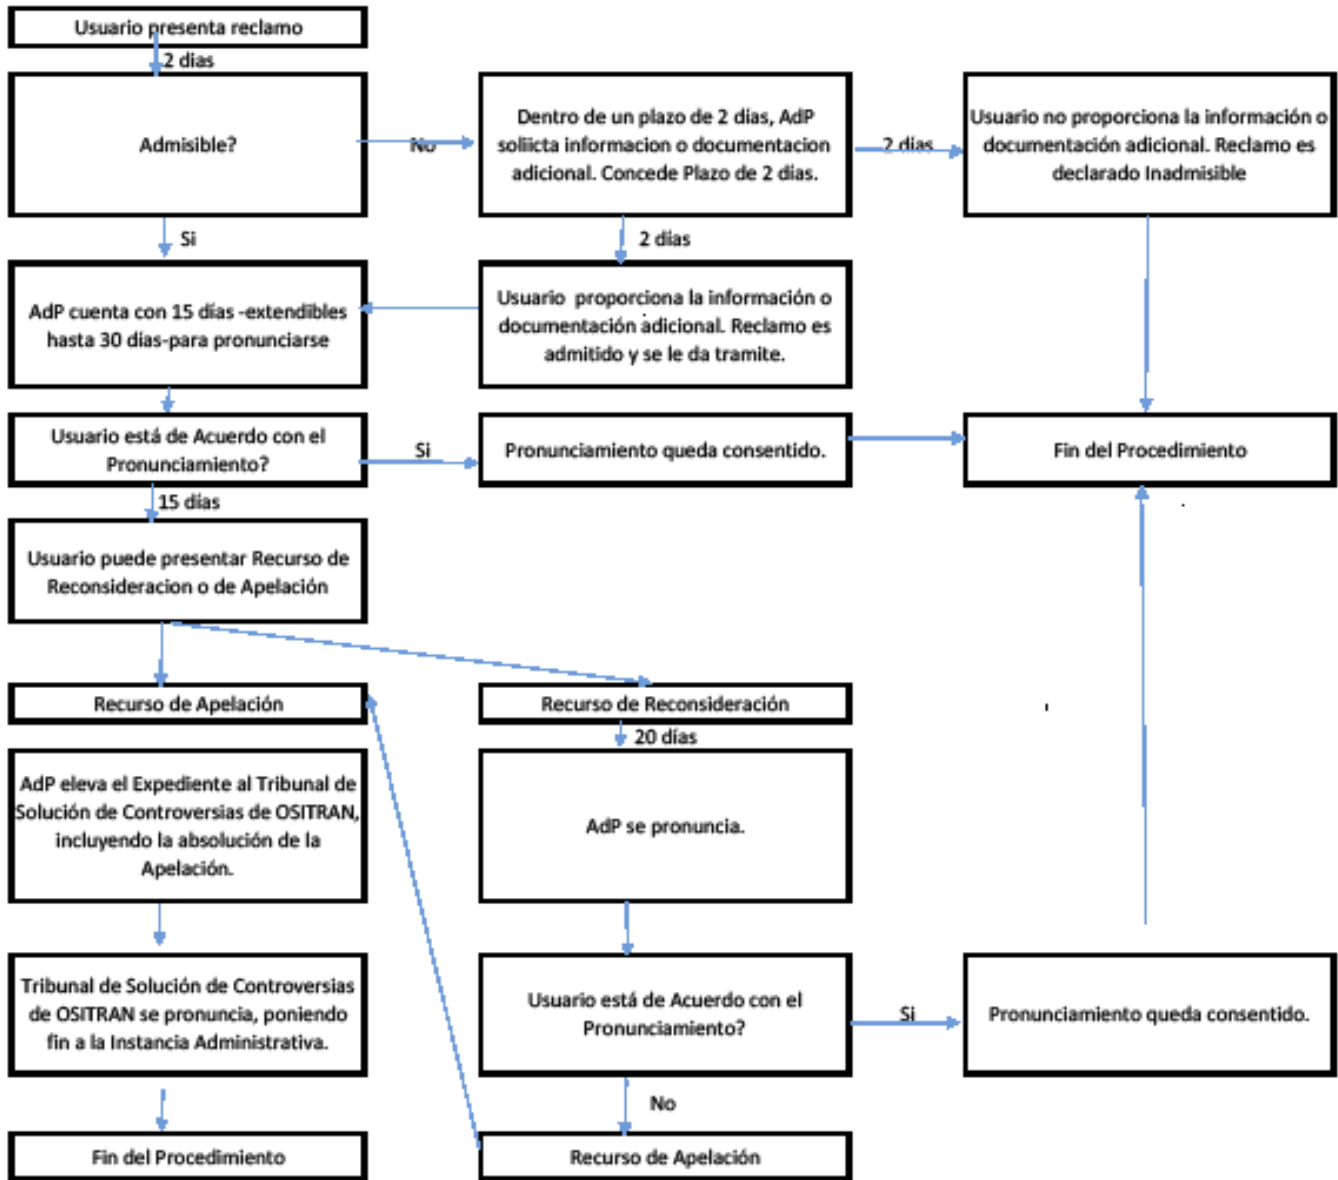 Usuario presenta reclamo
2 dias
Admisible?
No
Dentro de un plazo de 2 dias, AdP
soliicta informacion o documentacion
adicional. Concede Plazo de 2 dias.
2 dias
Usuario no proporciona la información o
documentación adicional. Reclamo es
declarado Inadmisible
Si
2 dias
AdP cuenta con 15 días -extendibles
hasta 30 dias-para pronunciarse
Usuario proporciona la información o
documentación adicional. Reclamo es
admitido y se le da tramite.
Usuario está de Acuerdo con el
Pronunciamiento?
Si
Pronunciamiento queda consentido.
Fin del Procedimiento
15 dias
Usuario puede presentar Recurso de
Reconsideracion o de Apelación
Recurso de Apelación
Recurso de Reconsideración
20 días
AdP eleva el Expediente al Tribunal de
Solución de Controversias de OSITRAN,
incluyendo la absolución de la
Apelación.
AdP se pronuncia.
Tribunal de Solución de Controversias
de OSITRAN se pronuncia, poniendo
fin a la Instancia Administrativa.
Usuario está de Acuerdo con el
Pronunciamiento?
Si
Pronunciamiento queda consentido.
No
Fin del Procedimiento
Recurso de Apelación